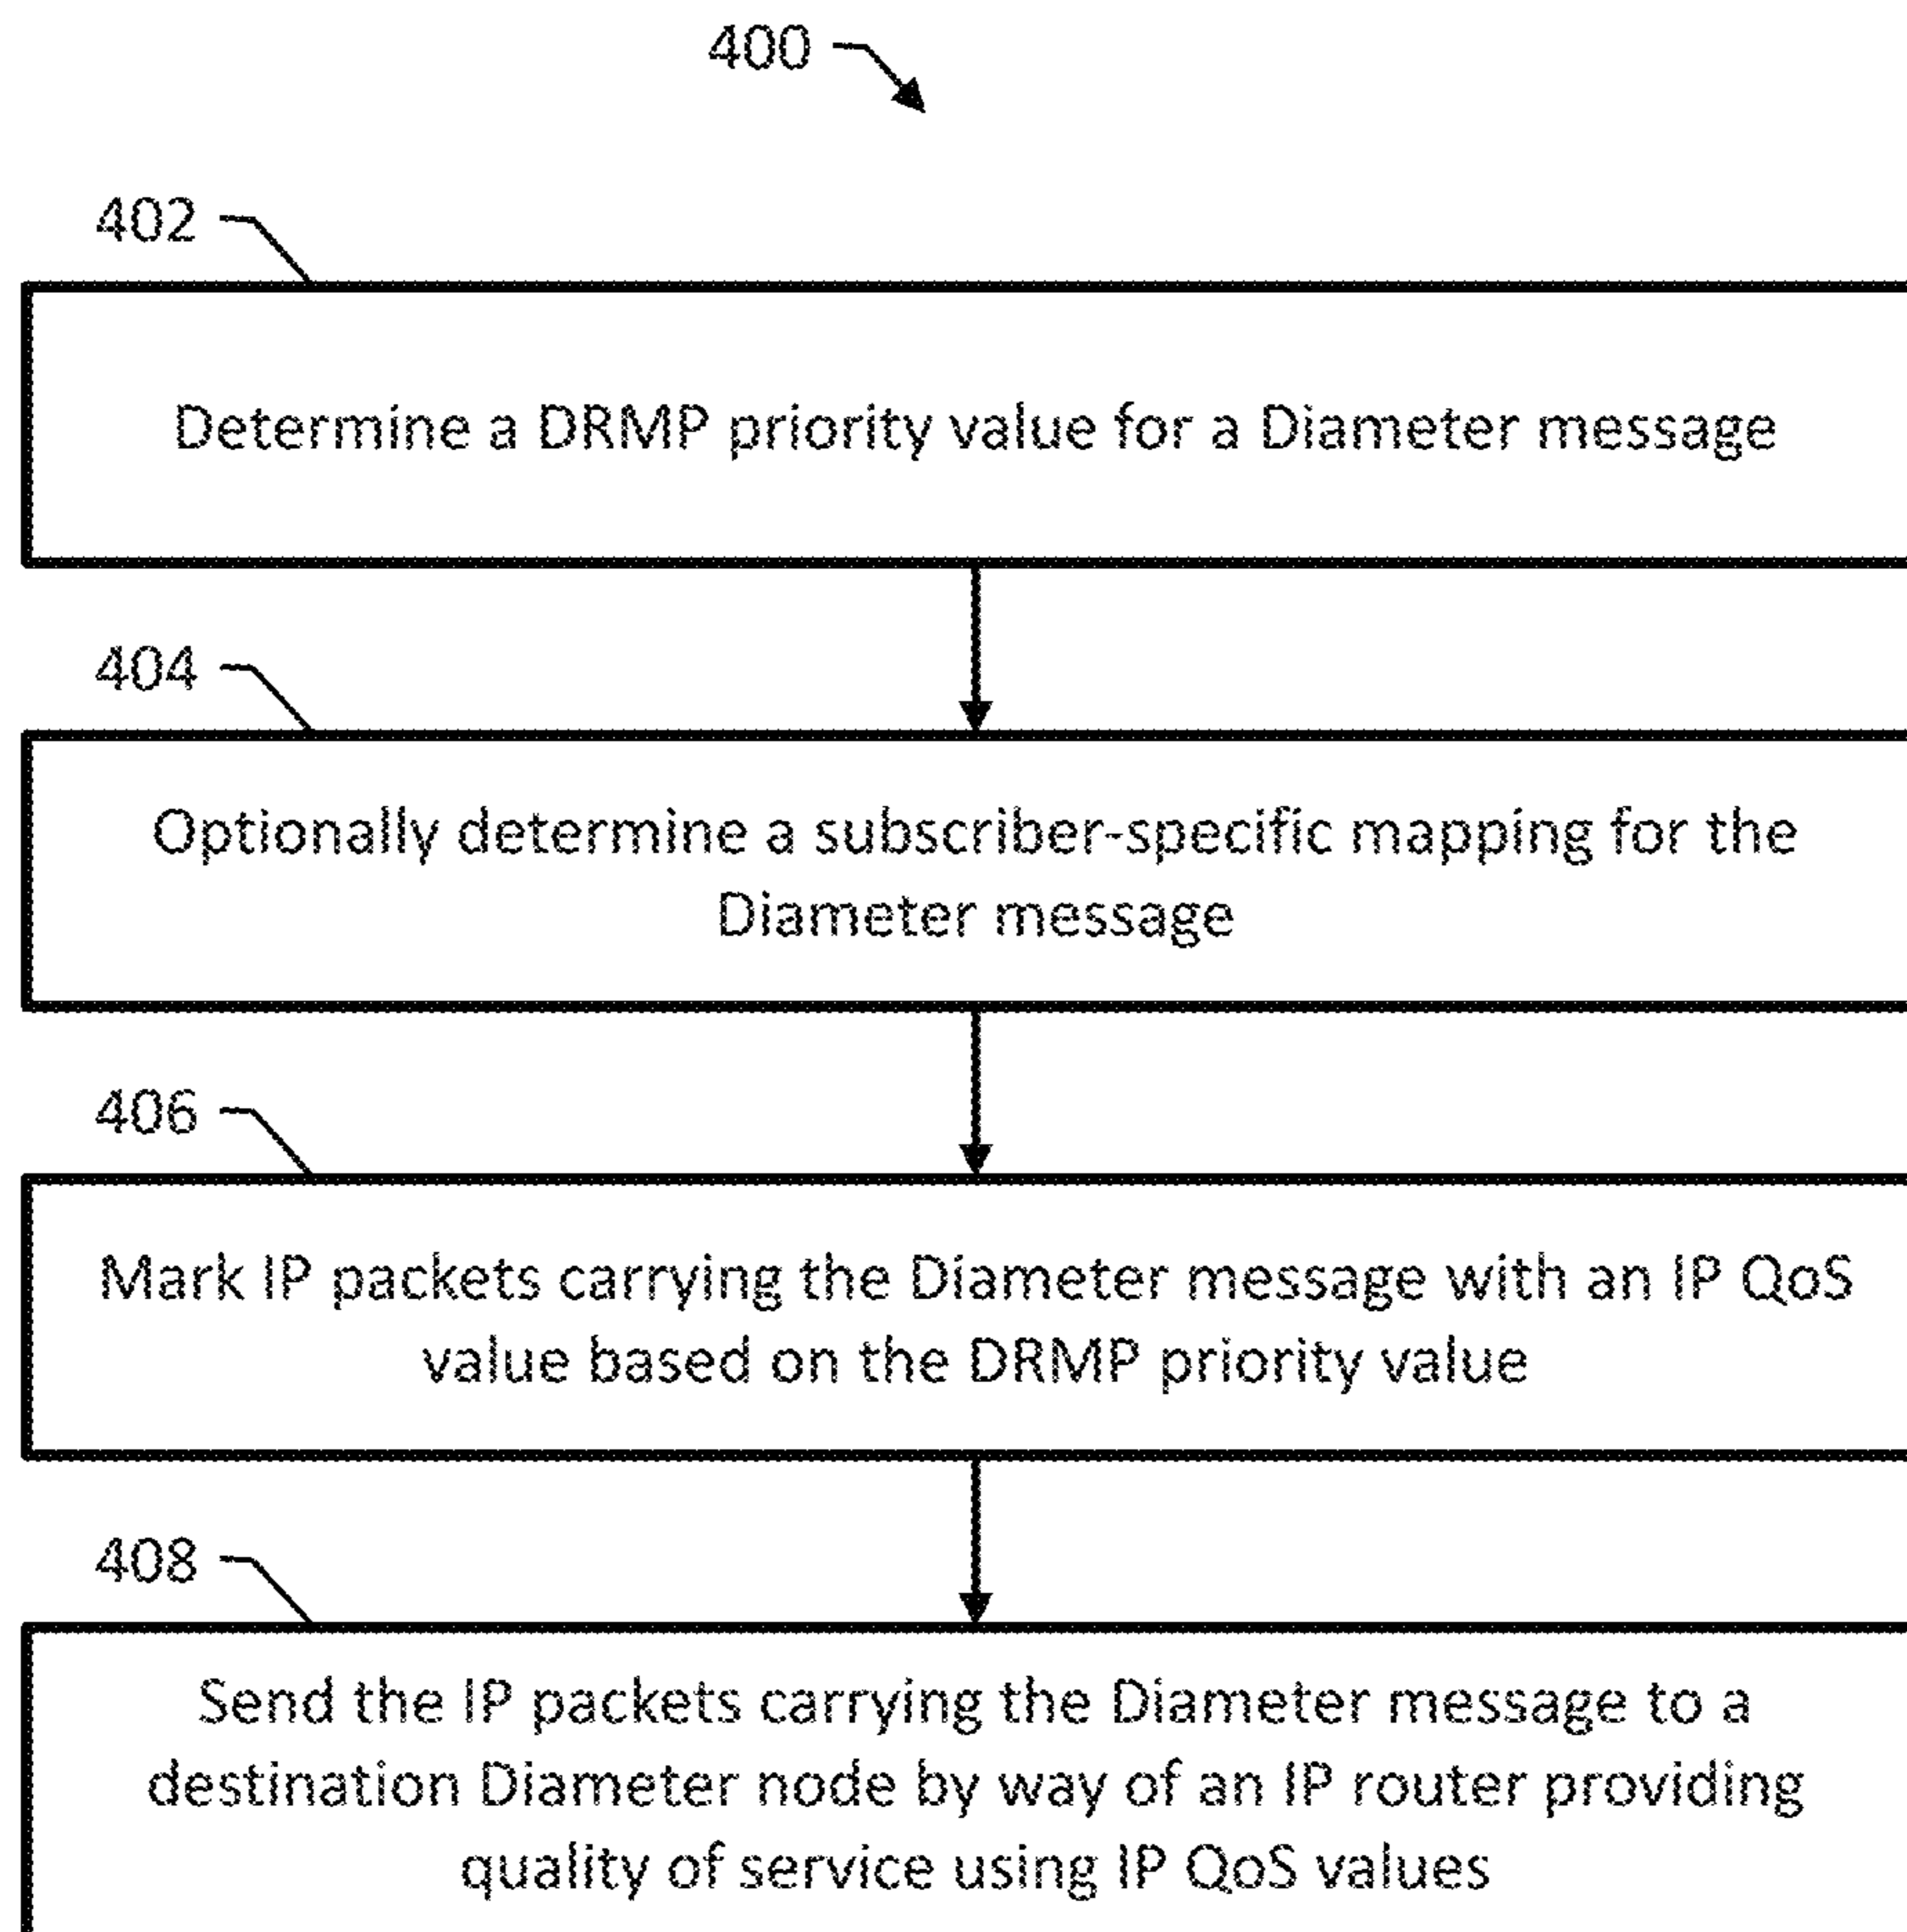 400
402
Determine a DRMP priority value for a Diameter message
404
Optionally determine a subscriber-specific mapping for the
Diameter message
406
Mark IP packets carrying the Diameter message with an IP QoS
value based on the DRMP priority value
408
Send the IP packets carrying the Diameter message to a
destination Diameter node by way of an IP router providing
quality of service using IP QoS values